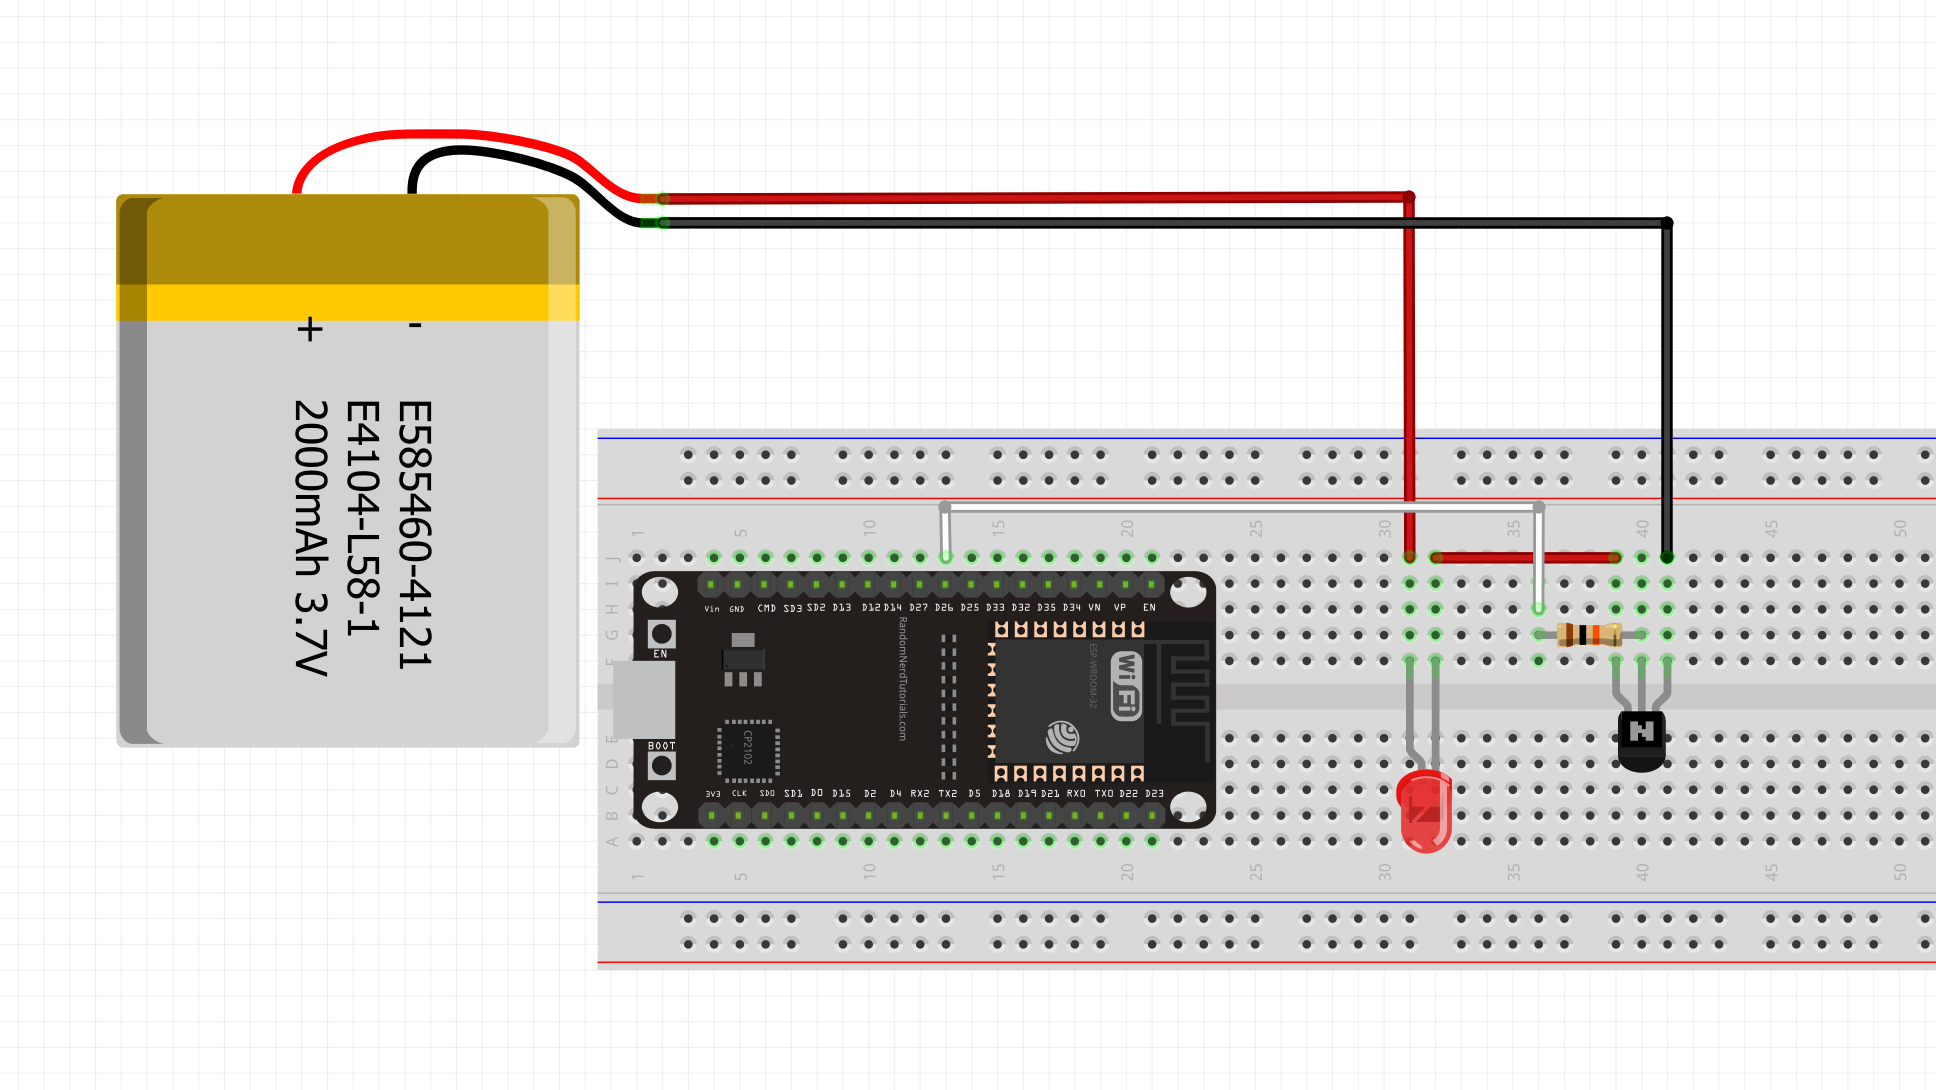 + -
E585460-4121
E4104-L58-1
2000mAh 3.7V
1 5 10 15 20 25 30 35 40 45 50
J
I
H
G
F
Vin GND CMD SD3 SD2 D13 D12 D14 D27 D26 D25 D33 D32 D35 D34 VN VP EN
EN
RandomNerdTutorials.com
ESP-WROOM-32
WiFi
CP2102
N
BOOT
3V3 CLK SD0 SD1 D0 D15 D2 D4 RX2 TX2 D5 D18 D19 D21 RX0 TX0 D22 D23
E
D
C
B
A
1 5 10 15 20 25 30 35 40 45 50